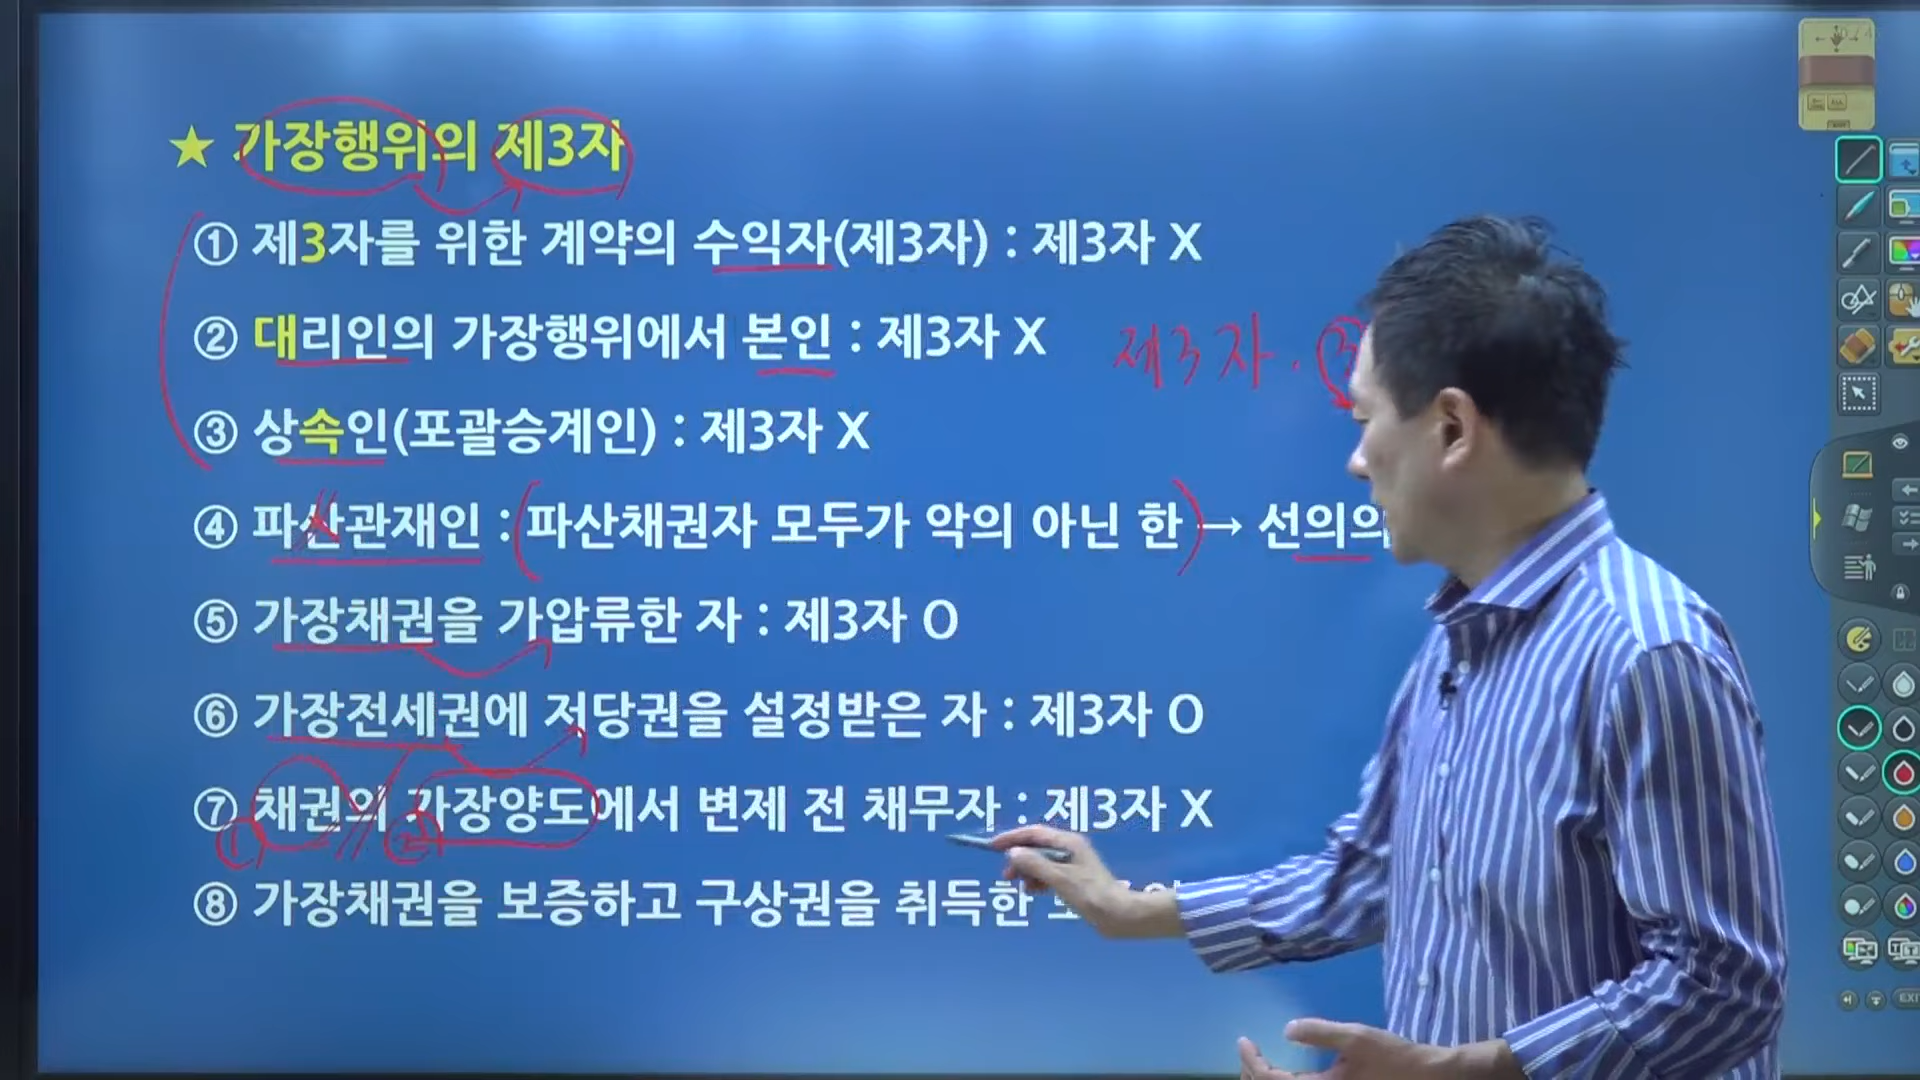 ★ 가장행위의 제3자
① 제3자를 위한 계약의 수익자(제3자) : 제3자 X
② 대리인의 가장행위에서 본인 : 제3자 X
제3자.
③ 상속인(포괄승계인) : 제3자 X
④ 파산관재인 : (파산채권자 모두가 악의 아닌 한) → 선의의
⑤ 가장채권을 가압류한 자 : 제3자 O
⑥ 가장전세권에 저당권을 설정받은 자 : 제3자 O
⑦ 채권의 가장양도에서 변제 전 채무자 : 제3자 X
① ②
⑧ 가장채권을 보증하고 구상권을 취득한